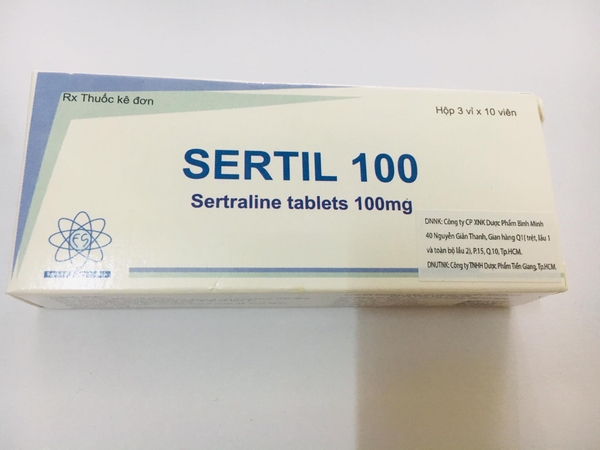 Rx Thuốc kê đơn
Hộp 3 vỉ x 10 viên
SERTIL 100
Sertraline tablets 100mg
DNNK: Công ty CP XNK Dược Phẩm Bình Minh
40 Nguyễn Giản Thanh, Gian hàng Q1( trệt, lầu 1
và toàn bộ lầu 2), P.15, Q.10, Tp.HCM.
DNUTNK: Công ty TNHH Dược Phẩm Tiền Giang, Tp.HCM.